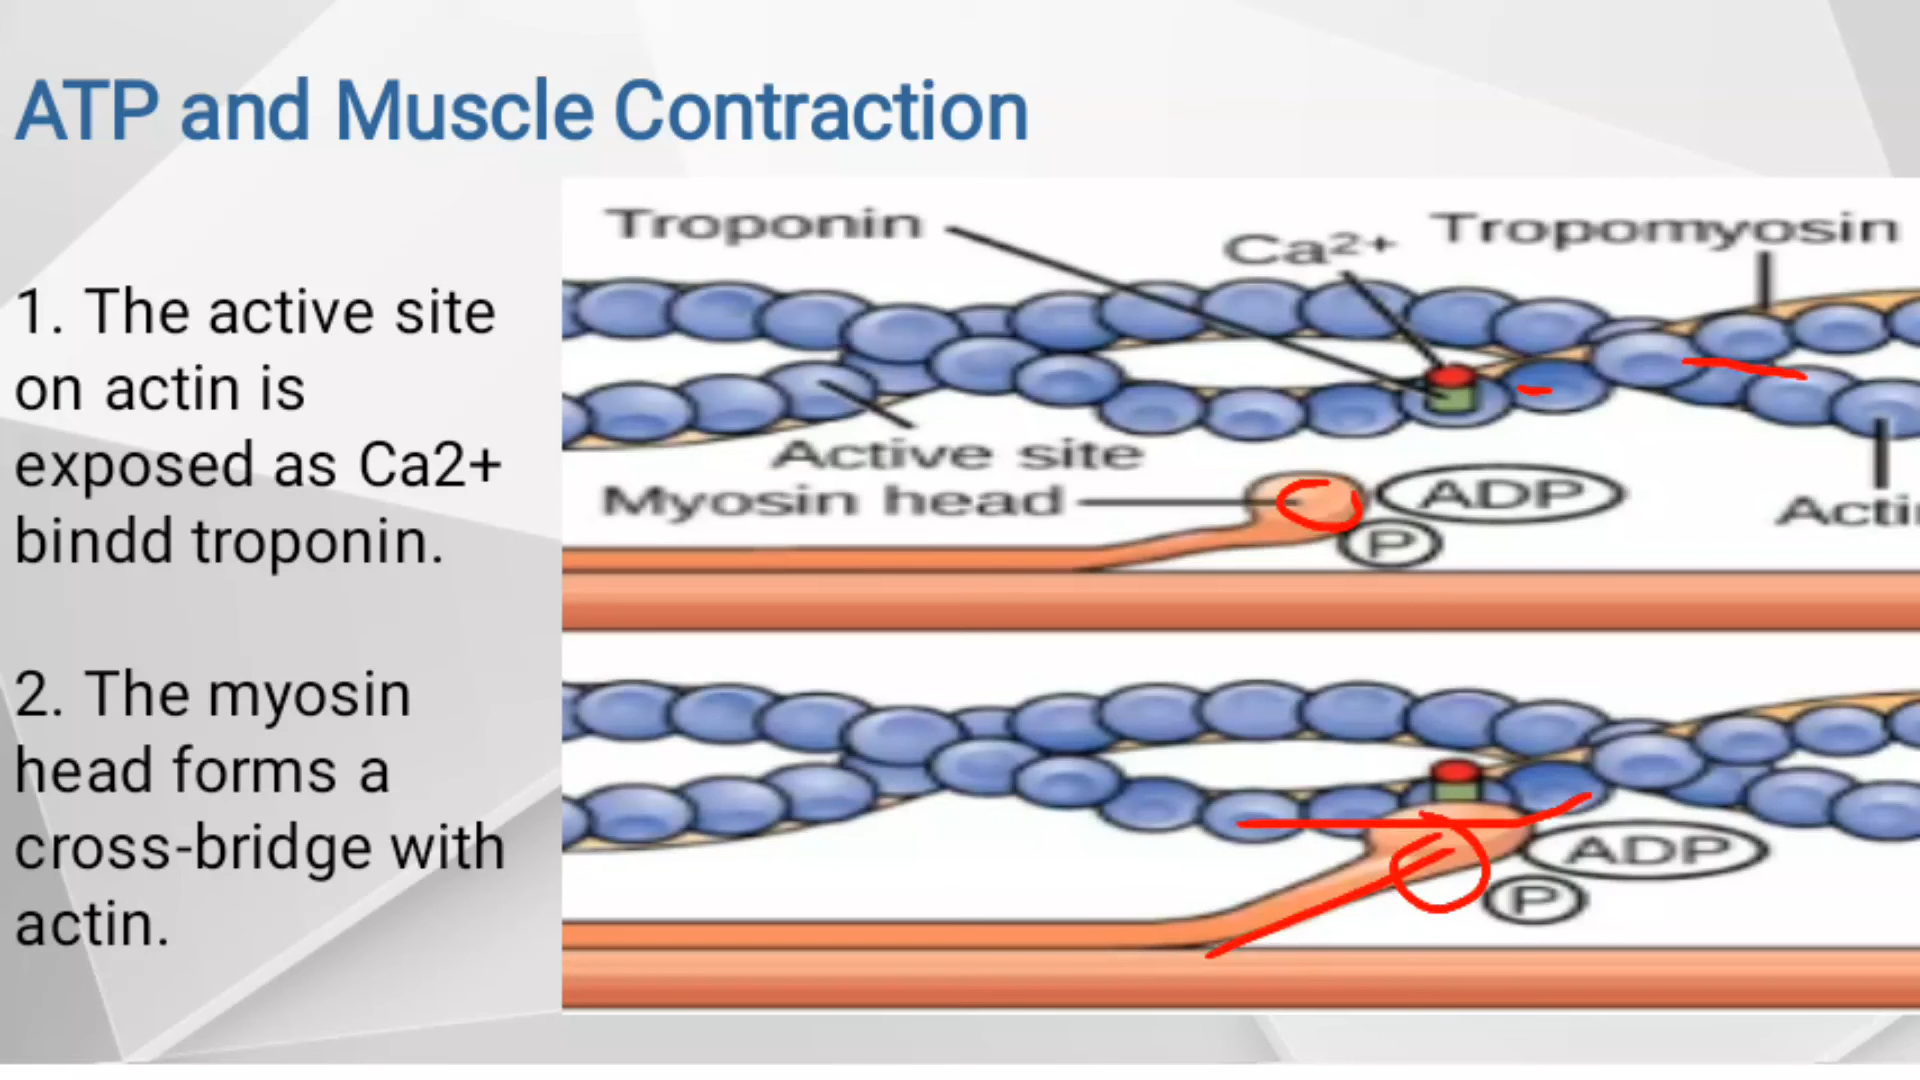 ATP and Muscle Contraction
1. The active site
on actin is
exposed as Ca2+
bindd troponin.
2. The myosin
head forms a
cross-bridge with
actin.
Troponin
Ca²⁺
Tropomyosin
Active site
Myosin head
ADP
P
Acti
ADP
P